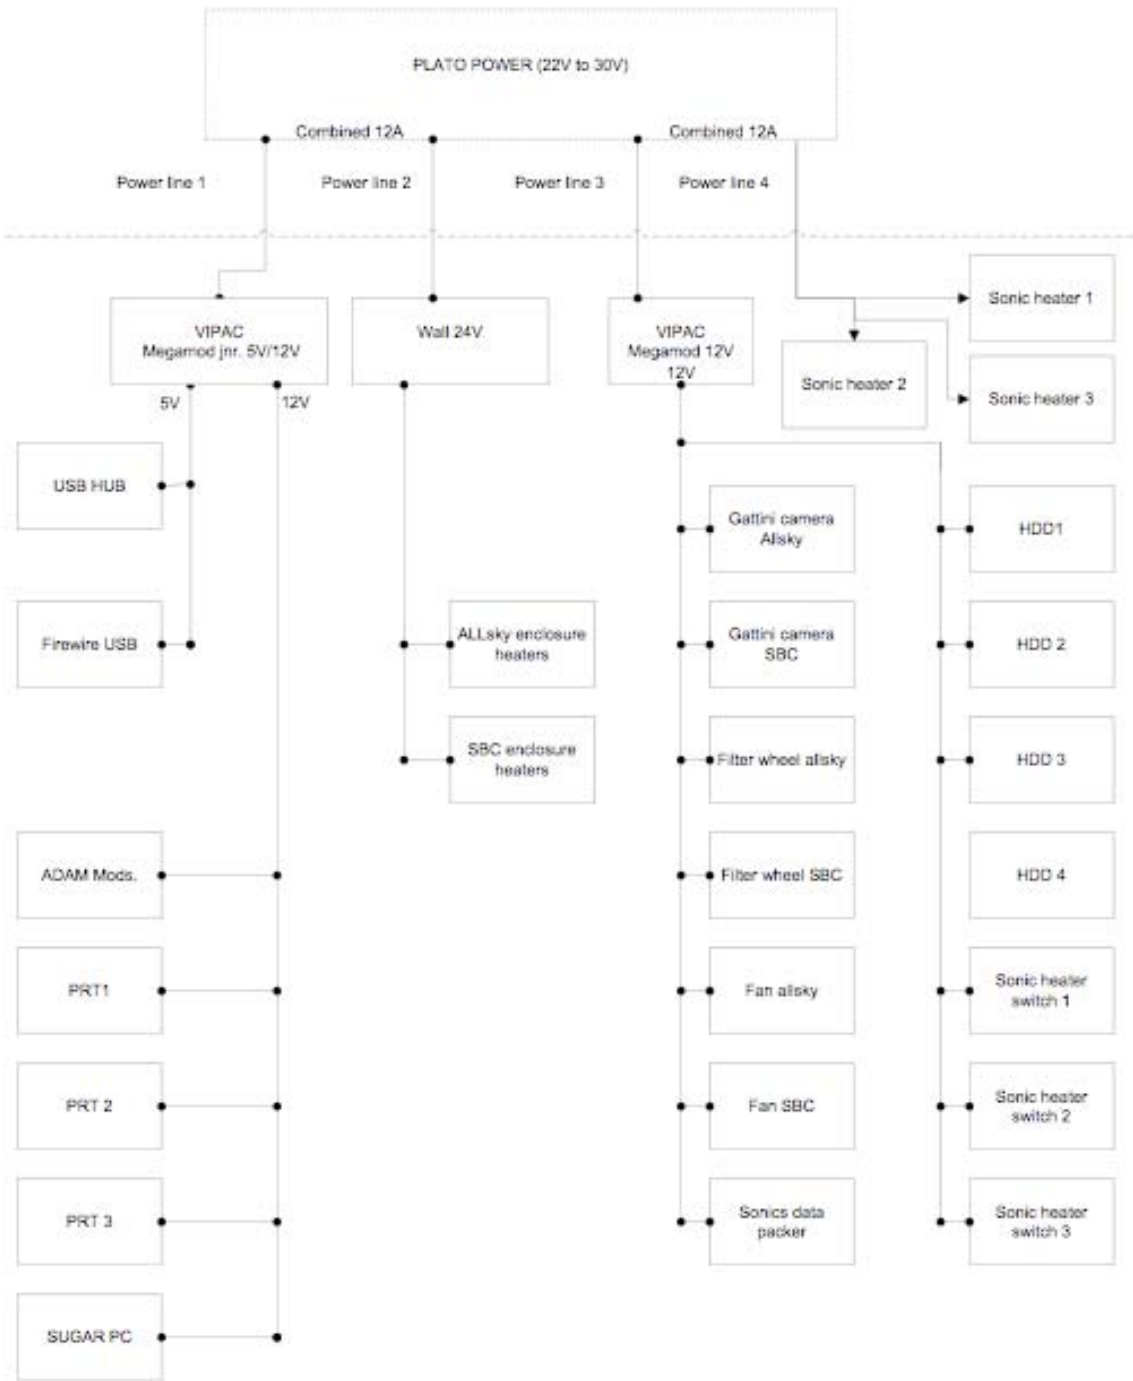 PLATO POWER (22V to 30V)
Combined 12A
Combined 12A
Power line 1
Power line 2
Power line 3
Power line 4
VIPAC
Megamod jnr. 5V/12V
Wall 24V
VIPAC
Megamod 12V
12V
Sonic heater 1
Sonic heater 2
Sonic heater 3
5V
12V
USB HUB
Gattini camera
Allsky
HDD1
Firewire USB
ALLsky enclosure
heaters
Gattini camera
SBC
HDD 2
SBC enclosure
heaters
Filter wheel allsky
HDD 3
ADAM Mods.
Filter wheel SBC
HDD 4
PRT1
Fan allsky
Sonic heater
switch 1
PRT 2
Fan SBC
Sonic heater
switch 2
PRT 3
Sonics data
packer
Sonic heater
switch 3
SUGAR PC